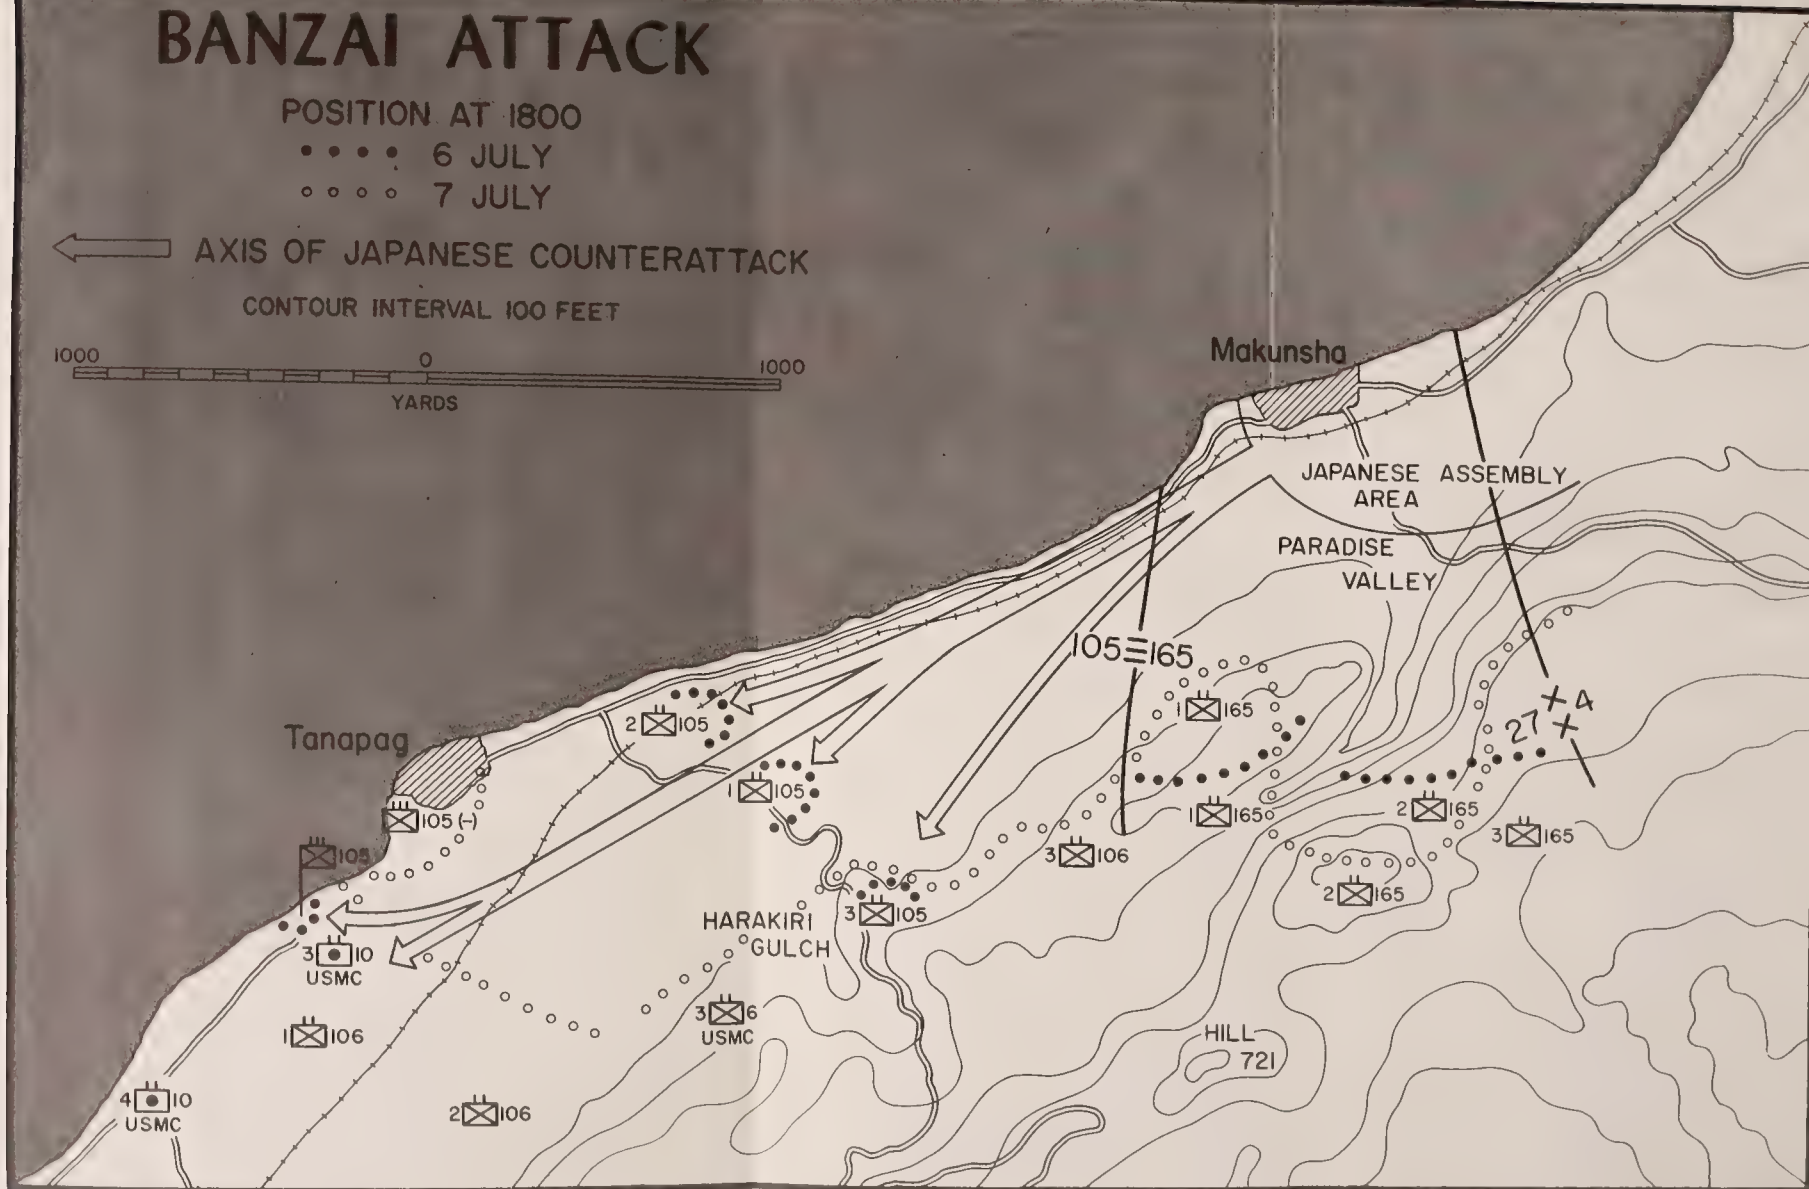 BANZAI ATTACK
POSITION AT 1800
6 JULY
7 JULY
AXIS OF JAPANESE COUNTERATTACK
CONTOUR INTERVAL 100 FEET
1000 0 1000
YARDS
Makunsha
JAPANESE ASSEMBLY
AREA
PARADISE
VALLEY
105 165
1 165
27 4
2 105
Tanapag
1 105
105 (-)
1 165
2 165
3 165
105
3 106
2 165
3 105
HARAKIRI
GULCH
3 10
USMC
3 6
USMC
1 106
HILL
721
4 10
USMC
2 106